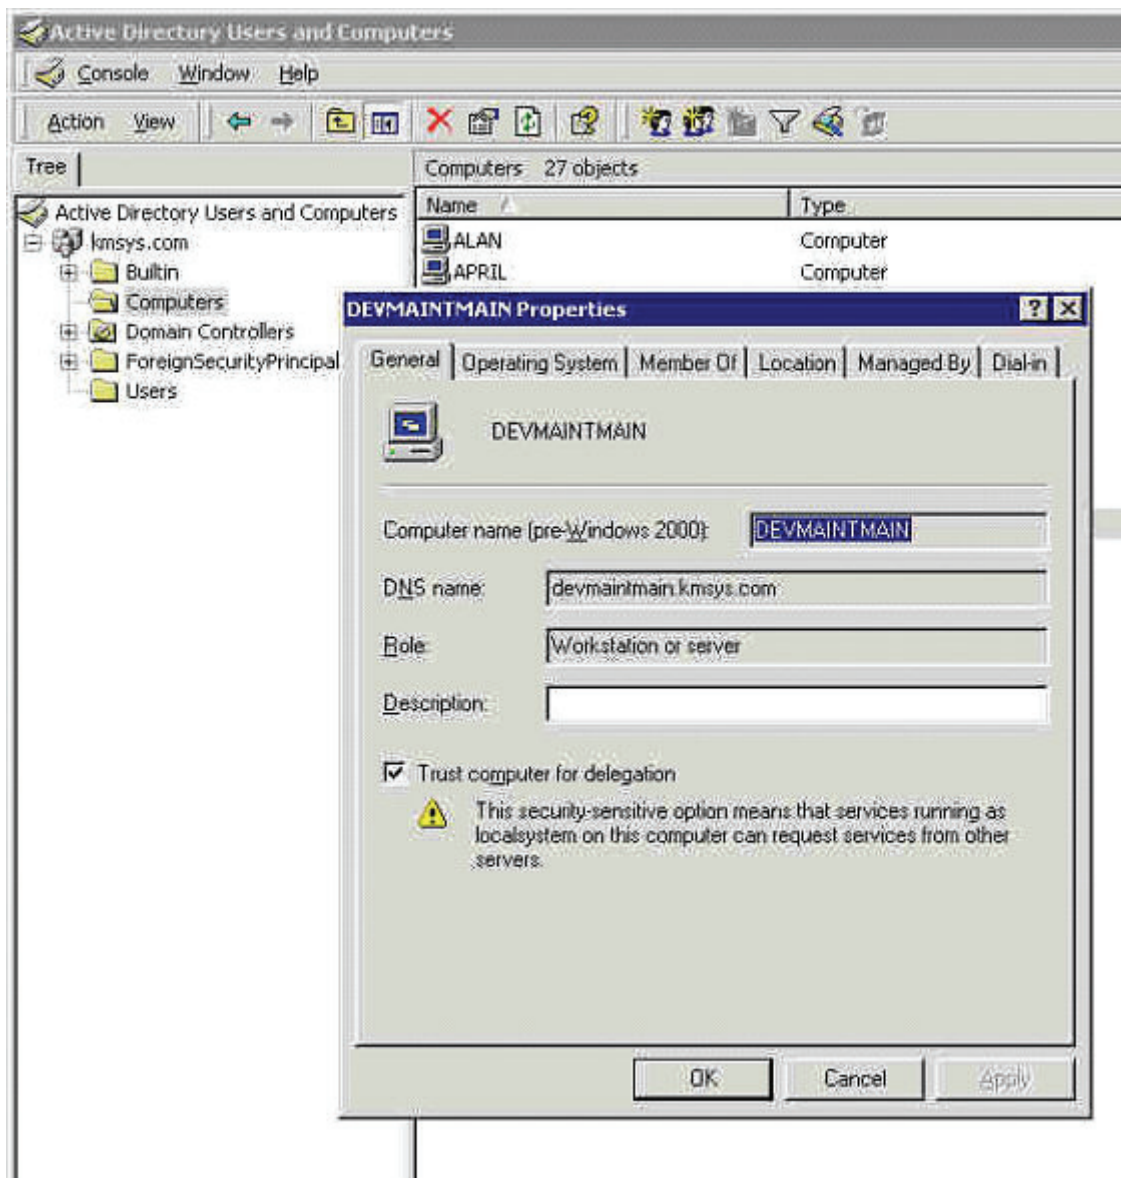 Active Directory Users and Computers
Console Window Help
Action View
Tree
Computers 27 objects
Active Directory Users and Computers
Name Type
kmsys.com
ALAN Computer
Builtin
APRIL Computer
Computers
Domain Controllers
ForeignSecurityPrincipal
Users
DEVMAINTMAIN Properties
General Operating System Member Of Location Managed By Dial-in
DEVMAINTMAIN
Computer name (pre-Windows 2000): DEVMAINTMAIN
DNS name: devmaintmain.kmsys.com
Role: Workstation or server
Description:
Trust computer for delegation
This security-sensitive option means that services running as
localsystem on this computer can request services from other
servers.
OK Cancel Apply